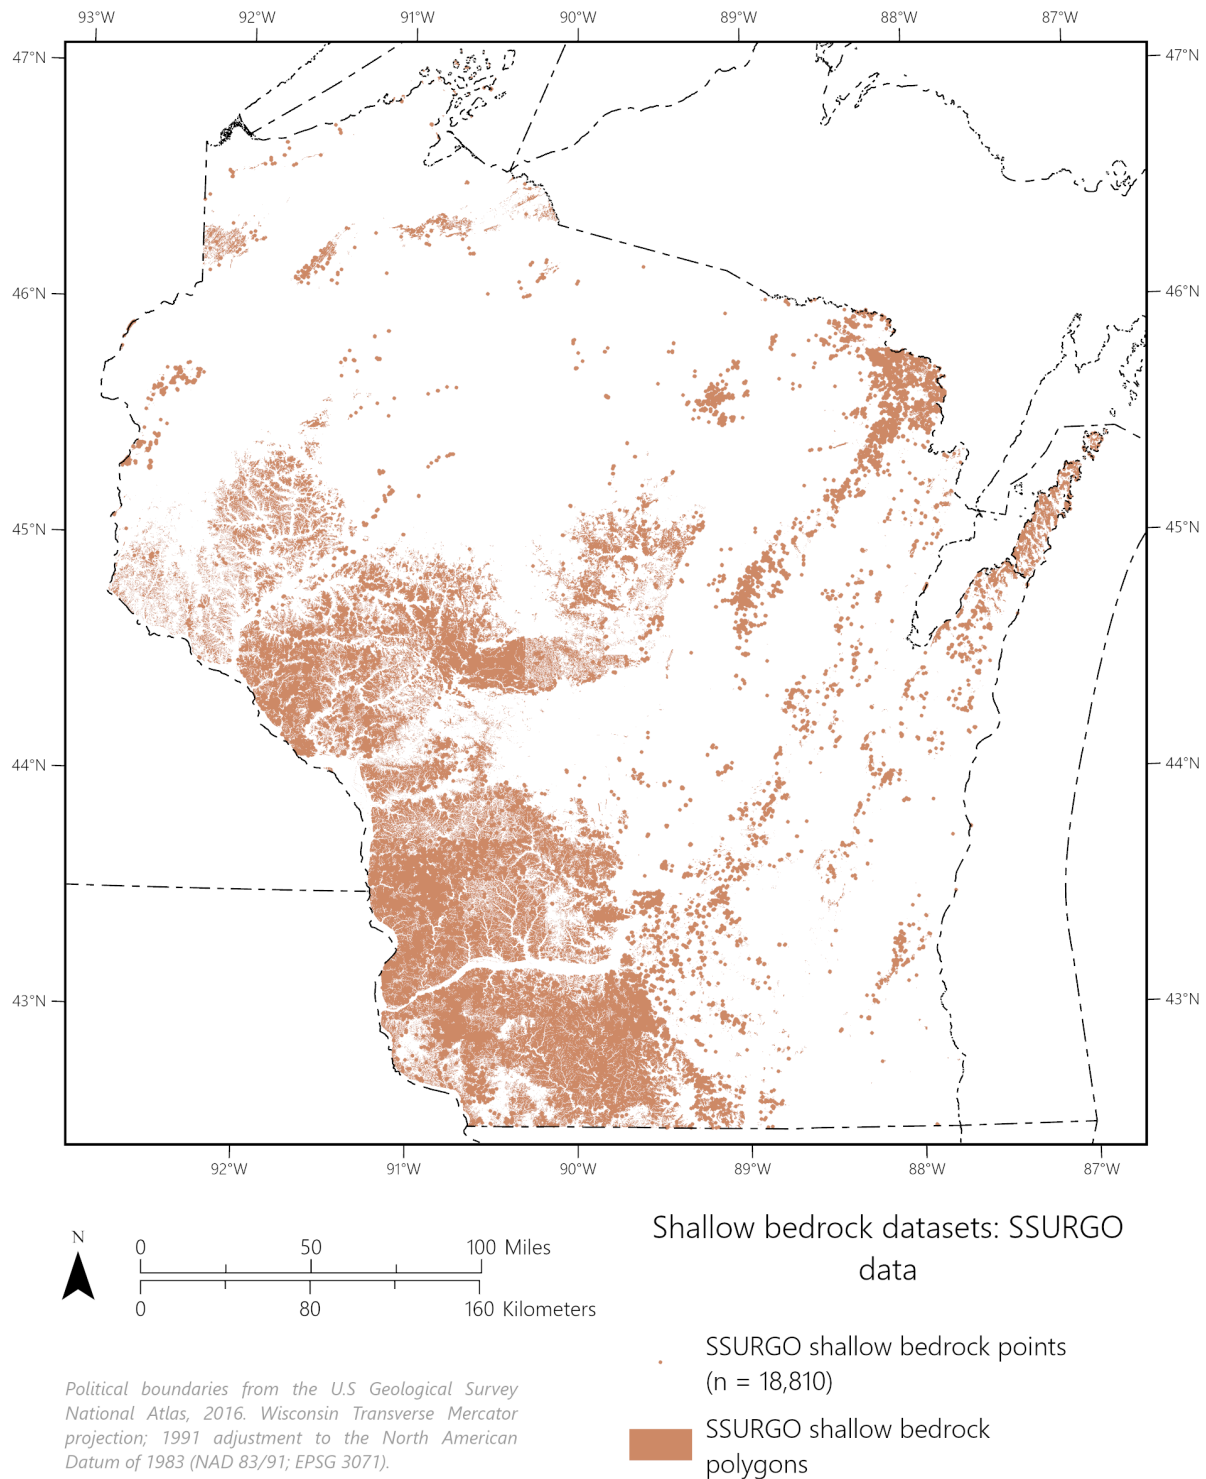 93°W 92°W 91°W 90°W 89°W 88°W 87°W
47°N 47°N
46°N 46°N
45°N 45°N
44°N 44°N
43°N 43°N
92°W 91°W 90°W 89°W 88°W 87°W
Shallow bedrock datasets: SSURGO
data
N
0 50 100 Miles
0 80 160 Kilometers
SSURGO shallow bedrock points
(n = 18,810)
SSURGO shallow bedrock
polygons
Political boundaries from the U.S Geological Survey
National Atlas, 2016. Wisconsin Transverse Mercator
projection; 1991 adjustment to the North American
Datum of 1983 (NAD 83/91; EPSG 3071).